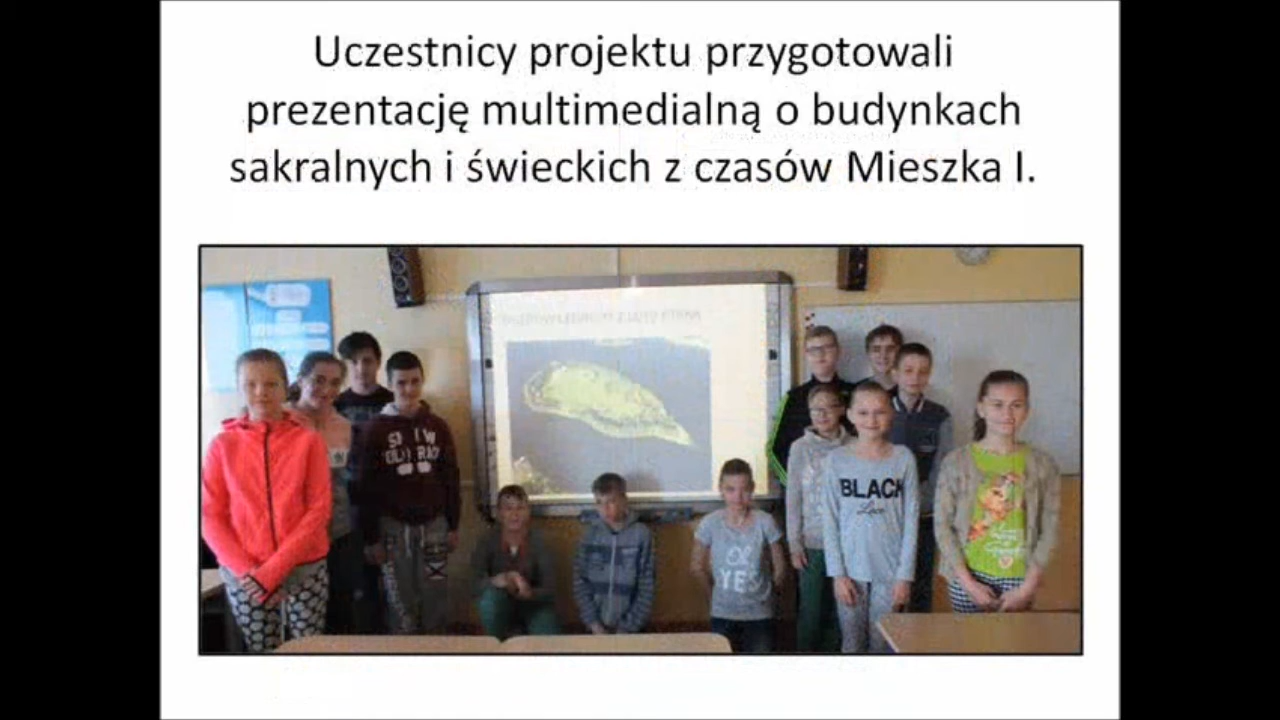 Uczestnicy projektu przygotowali
prezentację multimedialną o budynkach
sakralnych i świeckich z czasów Mieszka I.
BLACK
YES